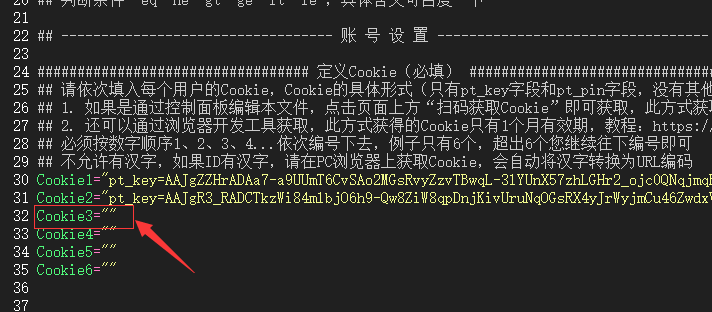 20 ## 判断条件 eq ne gt ge lt le ，具体含义可百度一下
21
22 ## ---------------------------------- 账 号 设 置 ----------------------------------
23
24 ################################ 定义Cookie（必填） ################################
25 ## 请依次填入每个用户的Cookie，Cookie的具体形式（只有pt_key字段和pt_pin字段，没有其他
26 ## 1. 如果是通过控制面板编辑本文件，点击页面上方“扫码获取Cookie”即可获取，此方式获取
27 ## 2. 还可以通过浏览器开发工具获取，此方式获得的Cookie只有1个月有效期，教程：https:/
28 ## 必须按数字顺序1、2、3、4...依次编号下去，例子只有6个，超出6个您继续往下编号即可
29 ## 不允许有汉字，如果ID有汉字，请在PC浏览器上获取Cookie，会自动将汉字转换为URL编码
30 Cookie1="pt_key=AAJgZZHrADAa7-a9UUmT6CvSAo2MGsRvyZzvTBwqL-31YUnX57zhLGHr2_ojc0QNqjmqH
31 Cookie2="pt_key=AAJgR3_RADCTkzWi84mlbjO6h9-Qw8ZiW8qpDnjKivUruNqOGsRX4yJrWyjmCu46Zwdx
32 Cookie3=""
33 Cookie4=""
34 Cookie5=""
35 Cookie6=""
36
37